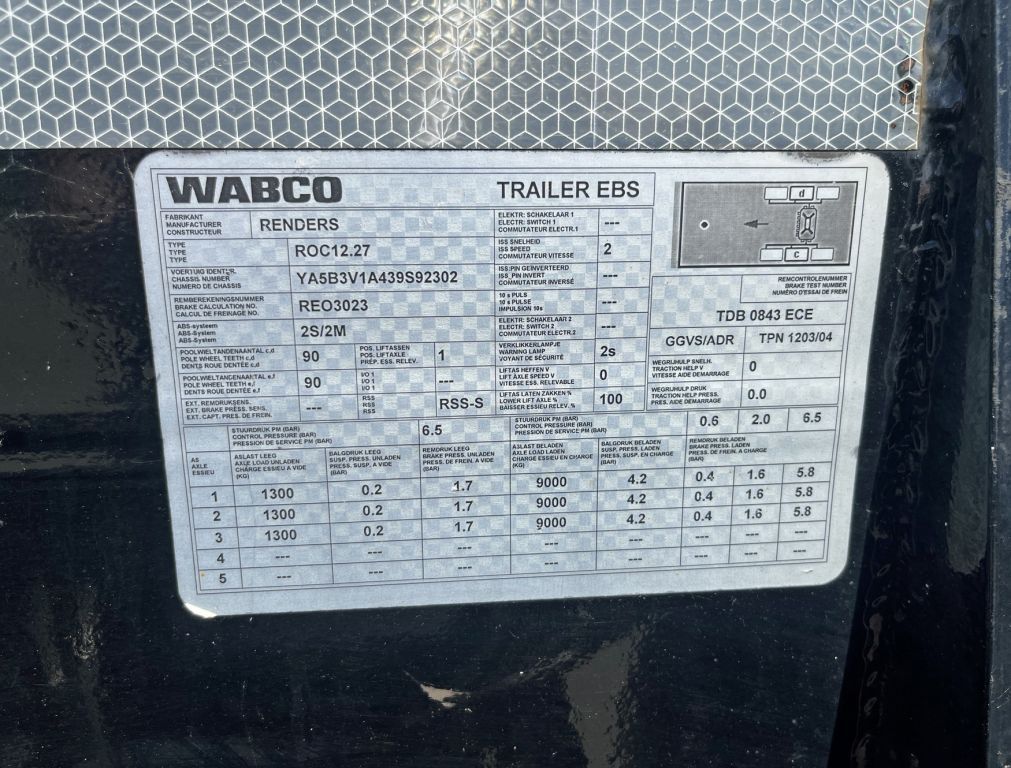 WABCO
TRAILER EBS
FABRIKANT
MANUFACTURER
CONSTRUCTEUR
RENDERS
TYPE
TYPE
TYPE
ROC12.27
VOERTUIG IDENTIF.
CHASSIS NUMBER
NUMERO DE CHASSIS
YA5B3V1A439S92302
REMBEREKENINGSNUMMER
BRAKE CALCULATION NO.
CALCUL DE FREINAGE NO.
REO3023
ABS-systeem
ABS-System
ABS-System
2S/2M
POOLWIELTANDENAANTAL c,d
POLE WHEEL TEETH c,d
DENTS ROUE DENTÉE c,d
90
POS. LIFTASSEN
POS. LIFTAXLE
PRÉP. ESS. RELEV.
1
POOLWIELTANDENAANTAL e,f
POLE WHEEL TEETH e,f
DENTS ROUE DENTÉE e,f
90
I/O 1
I/O 1
I/O 1
---
EXT. REMDRUKSENS.
EXT. BRAKE PRESS. SENS.
EXT. CAPT. PRES. DE FREIN.
---
RSS
RSS
RSS
RSS-S
ELEKTR: SCHAKELAAR 1
ELECTR: SWITCH 1
COMMUTATEUR ELECTR.1
---
ISS SNELHEID
ISS SPEED
COMMUTATEUR VITESSE
2
ISS:PIN GEÏNVERTEERD
ISS_PIN INVERT
COMMUTATEUR INVERSÉ
---
10 s PULS
10 s PULSE
IMPULSION 10s
---
ELEKTR: SCHAKELAAR 2
ELECTR: SWITCH 2
COMMUTATEUR ELECTR.2
---
VERKLIKKERLAMPJE
WARNING LAMP
VOYANT DE SÉCURITÉ
2s
LIFTAS HEFFEN V
LIFT AXLE SPEED V
VITESSE ESS. RELEVABLE
0
LIFTAS LATEN ZAKKEN %
LOWER LIFT AXLE %
BAISSER ESSIEU RELEV. %
100
d
c
REMCONTROLENUMMER
BRAKE TEST NUMBER
NUMÉRO D'ESSAI DE FREIN
TDB 0843 ECE
GGVS/ADR
TPN 1203/04
WEGRIJHULP SNELH.
TRACTION HELP V
VITESSE AIDE DÉMARRAGE
0
WEGRIJHULP DRUK
TRACTION HELP PRESS.
PRES. AIDE DÉMARRAGE
0.0
STUURDRUK PM (BAR)
CONTROL PRESSURE (BAR)
PRESSION DE SERVICE PM (BAR)
6.5
STUURDRUK PM (BAR)
CONTROL PRESSURE (BAR)
PRESSION DE SERVICE PM (BAR)
0.6 2.0 6.5
AS
AXLE
ESSIEU
ASLAST LEEG
AXLE LOAD UNLADEN
CHARGE ESSIEU A VIDE
(KG)
BALGDRUK LEEG
SUSP. PRESS. UNLADEN
PRESS. SUSP. A VIDE
(BAR)
REMDRUK LEEG
BRAKE PRESS. UNLADEN
PRESS. DE FREIN. A VIDE
(BAR)
ASLAST BELADEN
AXLE LOAD LADEN
CHARGE ESSIEU EN CHARGE
(KG)
BALGDRUK BELADEN
SUSP. PRESS. LADEN
PRESS. SUSP. EN CHARGE
(BAR)
REMDRUK BELADEN
BRAKE PRESS. LADEN
PRESS. DE FREIN. A CHARGE
(BAR)
1 1300 0.2 1.7 9000 4.2 0.4 1.6 5.8
2 1300 0.2 1.7 9000 4.2 0.4 1.6 5.8
3 1300 0.2 1.7 9000 4.2 0.4 1.6 5.8
4 --- --- --- --- --- --- --- ---
5 --- --- --- --- --- --- --- ---